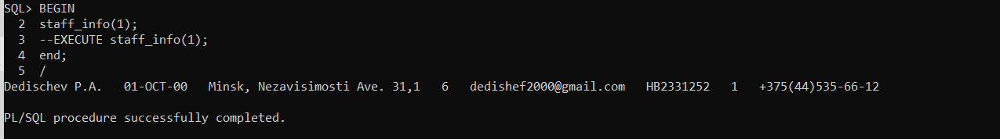 SQL> BEGIN
2 staff_info(1);
3 --EXECUTE staff_info(1);
4 end;
5 /
Dedischev P.A. 01-OCT-00 Minsk, Nezavisimosti Ave. 31,1 6 dedishef2000@gmail.com HB2331252 1 +375(44)535-66-12
PL/SQL procedure successfully completed.